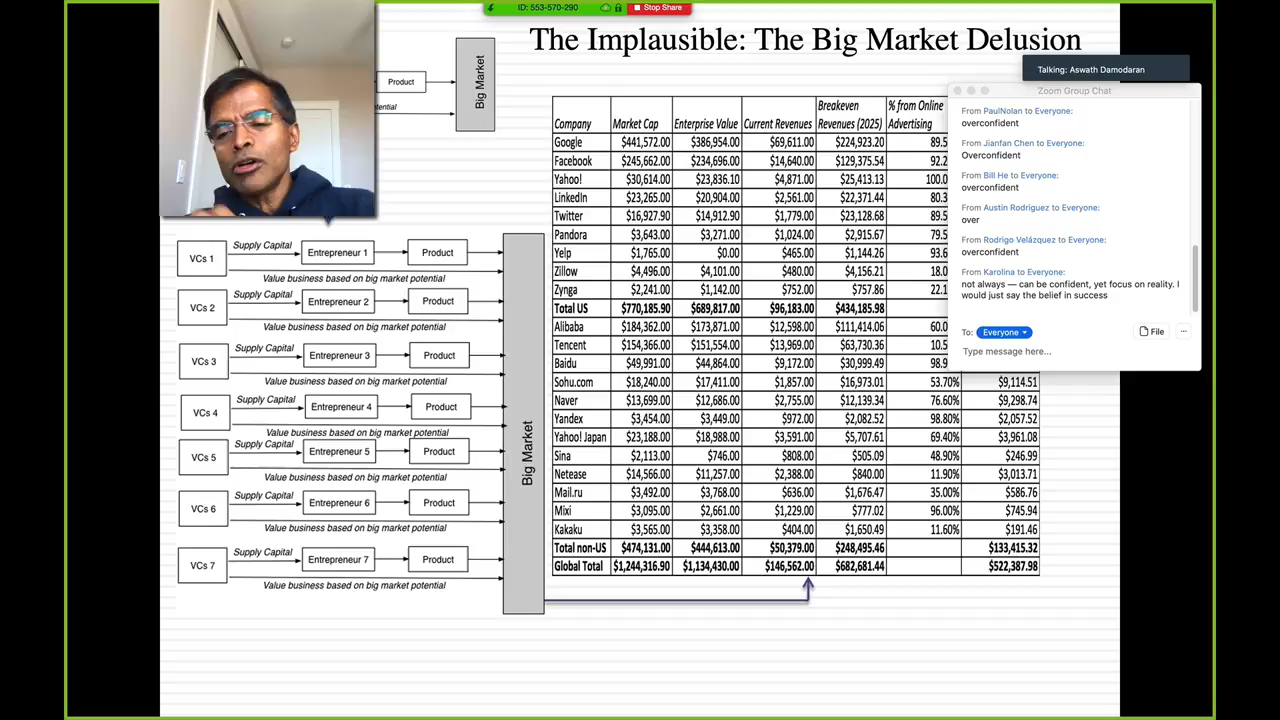 ID: 553-570-290
Stop Share
The Implausible: The Big Market Delusion
Talking: Aswath Damodaran
Zoom Group Chat
From PaulNolan to Everyone:
overconfident
From Jianfan Chen to Everyone:
Overconfident
From Bill He to Everyone:
overconfident
From Austin Rodriguez to Everyone:
over
From Rodrigo Velázquez to Everyone:
overconfident
From Karolina to Everyone:
not always — can be confident, yet focus on reality. I
would just say the belief in success
To: Everyone
File
Type message here...
Product
Big Market
VCs 1 Supply Capital Entrepreneur 1 Product
Value business based on big market potential
VCs 2 Supply Capital Entrepreneur 2 Product
Value business based on big market potential
VCs 3 Supply Capital Entrepreneur 3 Product
Value business based on big market potential
VCs 4 Supply Capital Entrepreneur 4 Product
Value business based on big market potential
VCs 5 Supply Capital Entrepreneur 5 Product
Value business based on big market potential
VCs 6 Supply Capital Entrepreneur 6 Product
Value business based on big market potential
VCs 7 Supply Capital Entrepreneur 7 Product
Value business based on big market potential
Big Market
Company Market Cap Enterprise Value Current Revenues Breakeven Revenues (2025) % from Online Advertising
Google $441,572.00 $386,954.00 $69,611.00 $224,923.20 89.5
Facebook $245,662.00 $234,696.00 $14,640.00 $129,375.54 92.2
Yahoo! $30,614.00 $23,836.10 $4,871.00 $25,413.13 100.0
LinkedIn $23,265.00 $20,904.00 $2,561.00 $22,371.44 80.3
Twitter $16,927.90 $14,912.90 $1,779.00 $23,128.68 89.5
Pandora $3,643.00 $3,271.00 $1,024.00 $2,915.67 79.5
Yelp $1,765.00 $0.00 $465.00 $1,144.26 93.6
Zillow $4,496.00 $4,101.00 $480.00 $4,156.21 18.0
Zynga $2,241.00 $1,142.00 $752.00 $757.86 22.1
Total US $770,185.90 $689,817.00 $96,183.00 $434,185.98
Alibaba $184,362.00 $173,871.00 $12,598.00 $111,414.06 60.0
Tencent $154,366.00 $151,554.00 $13,969.00 $63,730.36 10.5
Baidu $49,991.00 $44,864.00 $9,172.00 $30,999.49 98.9
Sohu.com $18,240.00 $17,411.00 $1,857.00 $16,973.01 53.70% $9,114.51
Naver $13,699.00 $12,686.00 $2,755.00 $12,139.34 76.60% $9,298.74
Yandex $3,454.00 $3,449.00 $972.00 $2,082.52 98.80% $2,057.52
Yahoo! Japan $23,188.00 $18,988.00 $3,591.00 $5,707.61 69.40% $3,961.08
Sina $2,113.00 $746.00 $808.00 $505.09 48.90% $246.99
Netease $14,566.00 $11,257.00 $2,388.00 $840.00 11.90% $3,013.71
Mail.ru $3,492.00 $3,768.00 $636.00 $1,676.47 35.00% $586.76
Mixi $3,095.00 $2,661.00 $1,229.00 $777.02 96.00% $745.94
Kakaku $3,565.00 $3,358.00 $404.00 $1,650.49 11.60% $191.46
Total non-US $474,131.00 $444,613.00 $50,379.00 $248,495.46 $133,415.32
Global Total $1,244,316.90 $1,134,430.00 $146,562.00 $682,681.44 $522,387.98